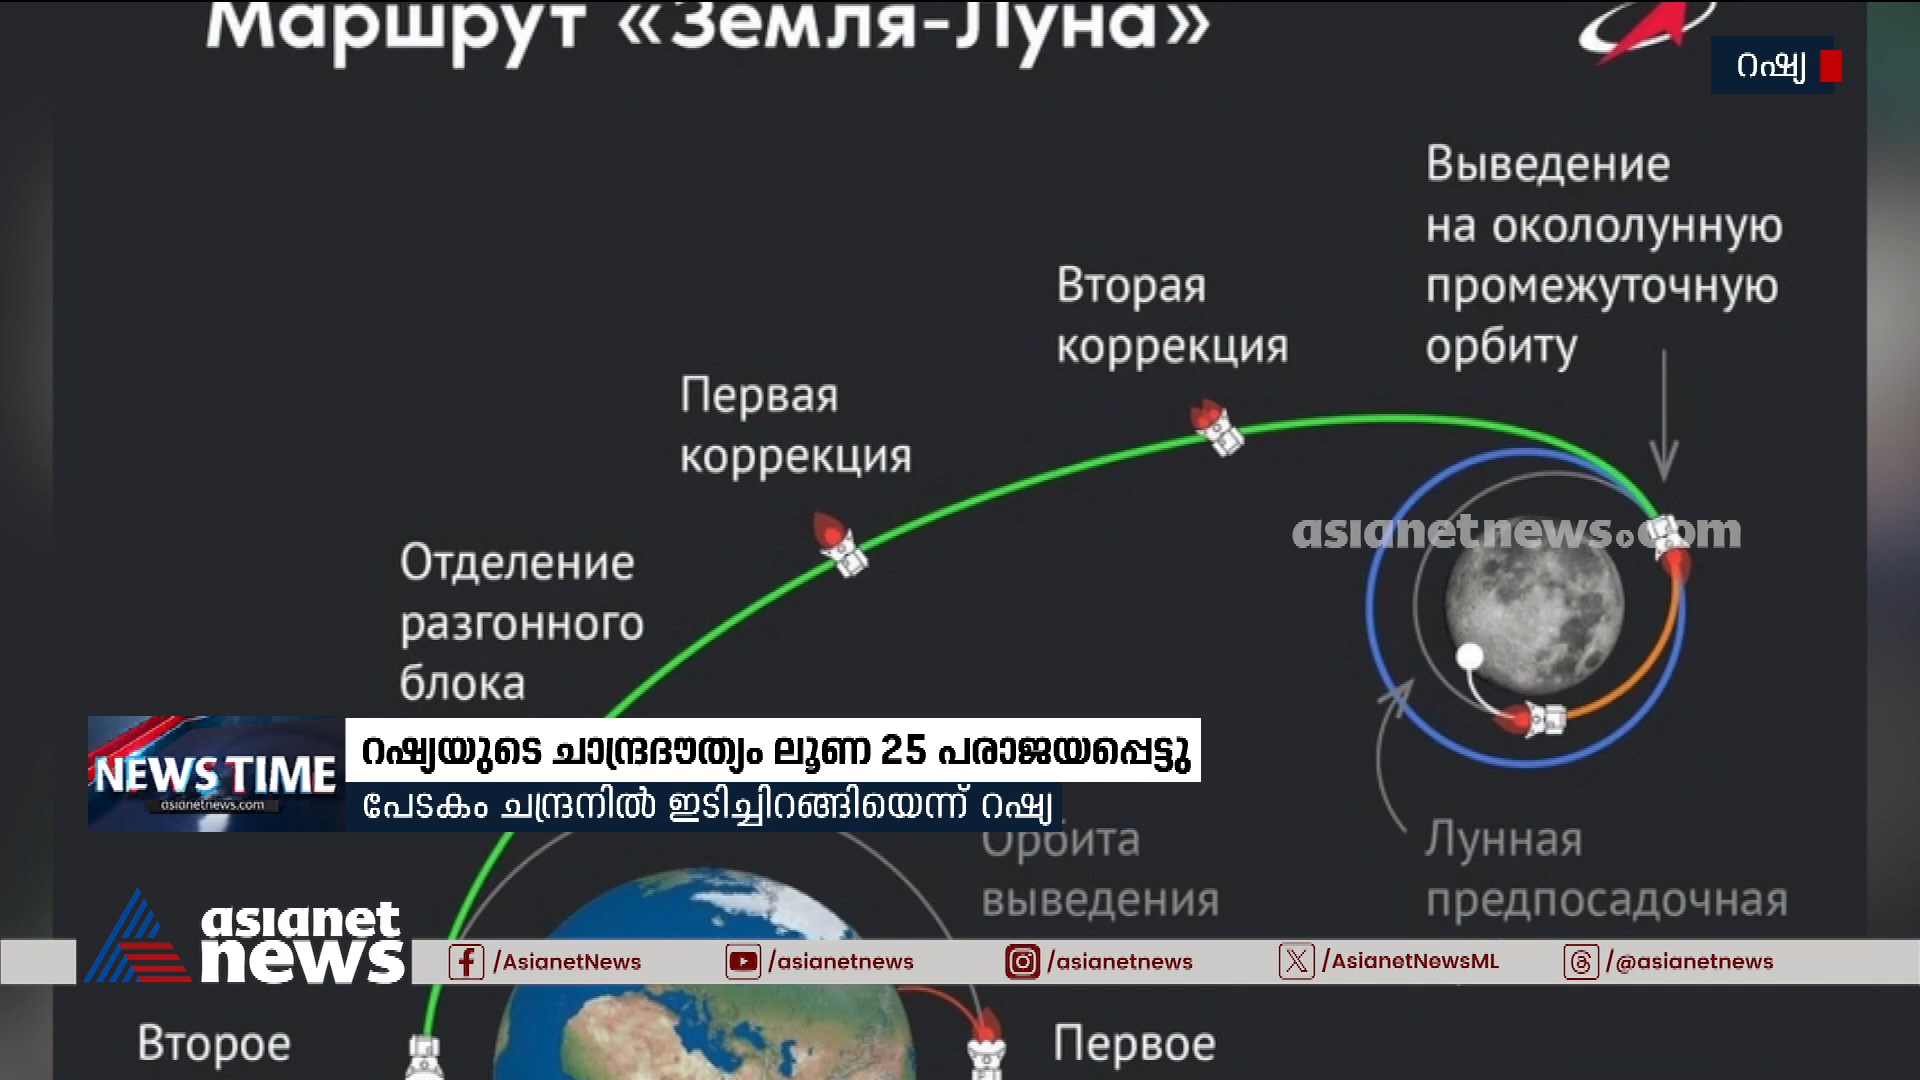 Маршрут «Земля-Луна»
റഷ്യ
Выведение
на окололунную
промежуточную
орбиту
Вторая
коррекция
Первая
коррекция
asianetnews.com
Отделение
разгонного
блока
NEWS TIME
asianetnews.com
റഷ്യയുടെ ചാന്ദ്രദൗത്യം ലൂണ 25 പരാജയപ്പെട്ടു
പേടകം ചന്ദ്രനിൽ ഇടിച്ചിറങ്ങിയെന്ന് റഷ്യ
Орбита
выведения
Лунная
предпосадочная
asianet
news
/AsianetNews
/asianetnews
/asianetnews
/AsianetNewsML
/@asianetnews
Второе
Первое